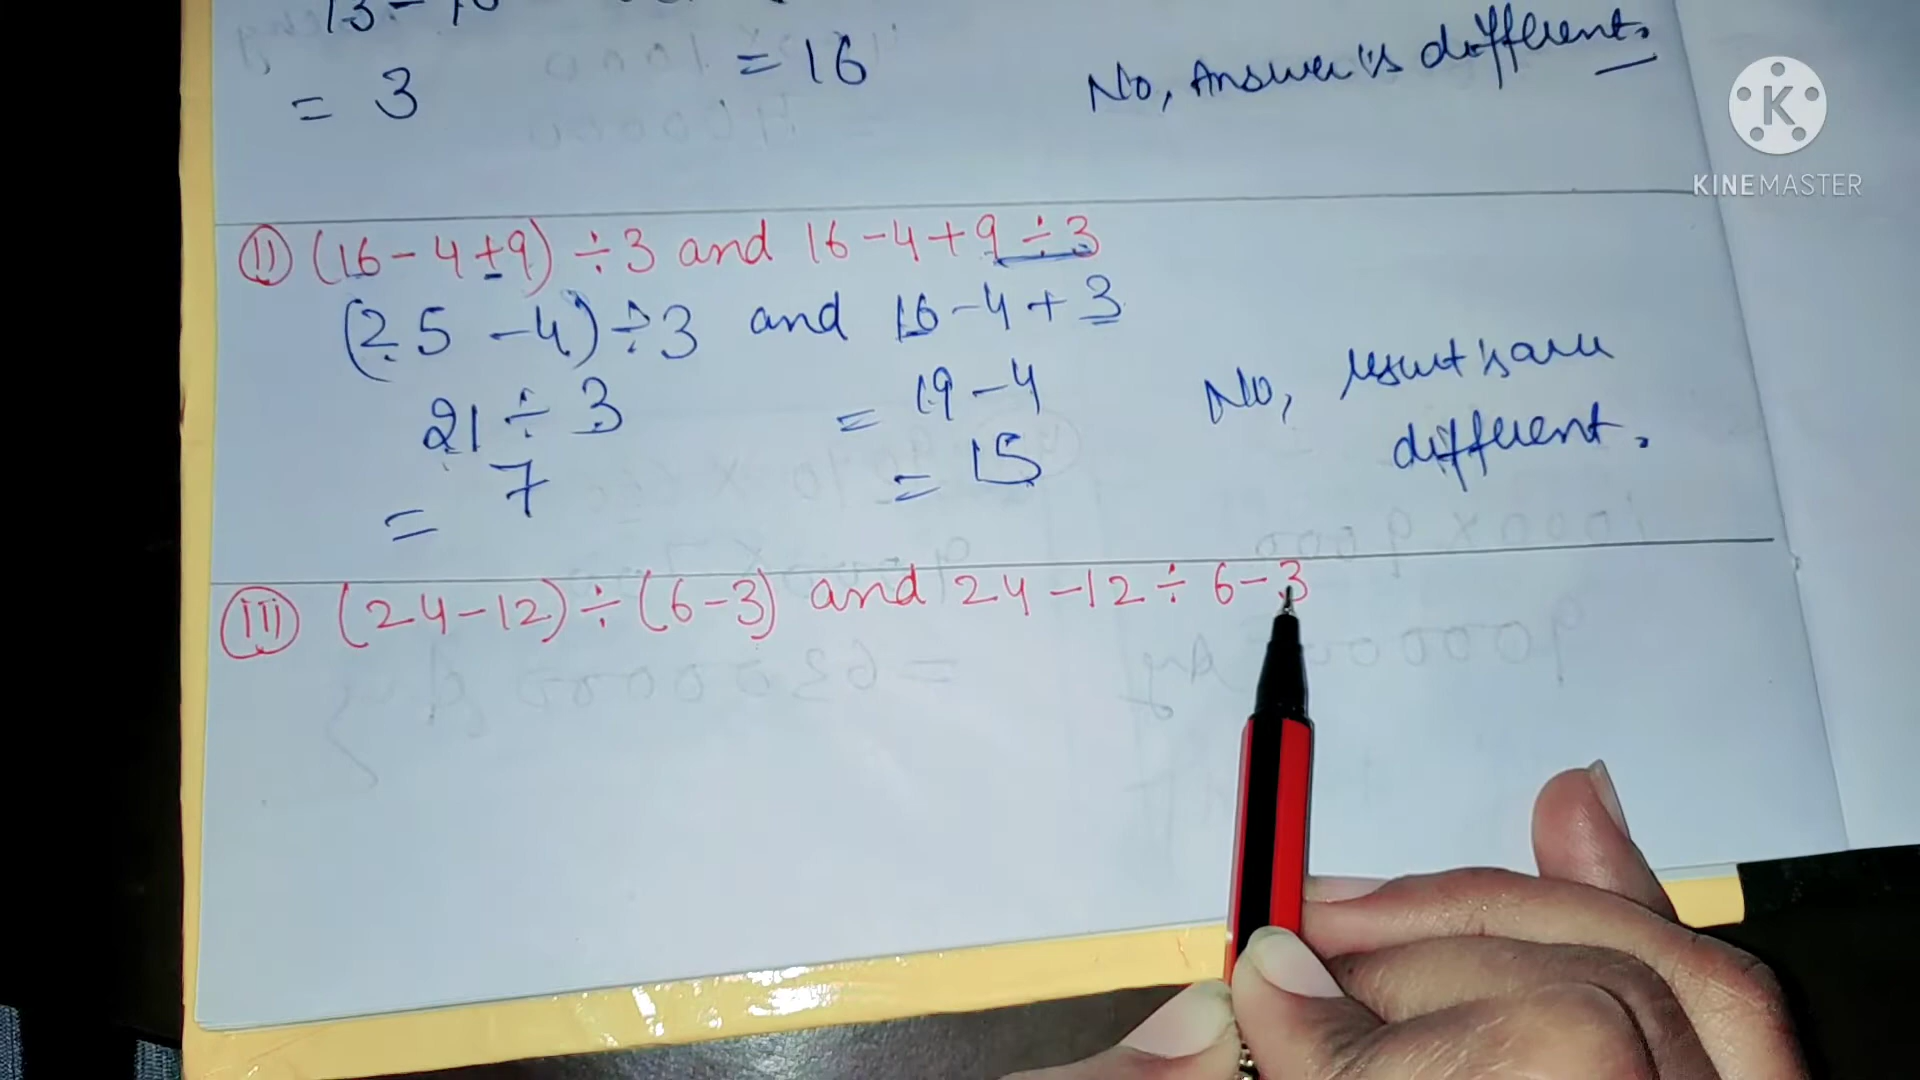 = 3
= 16
No, Answer is different.
K
KINEMASTER
(ii) (16 - 4 + 9) ÷ 3 and 16 - 4 + 9 ÷ 3
(25 - 4) ÷ 3 and 16 - 4 + 3
21 ÷ 3
= 19 - 4
= 7
= 15
No, result is are
different.
(iii) (24 - 12) ÷ (6 - 3) and 24 - 12 ÷ 6 - 3